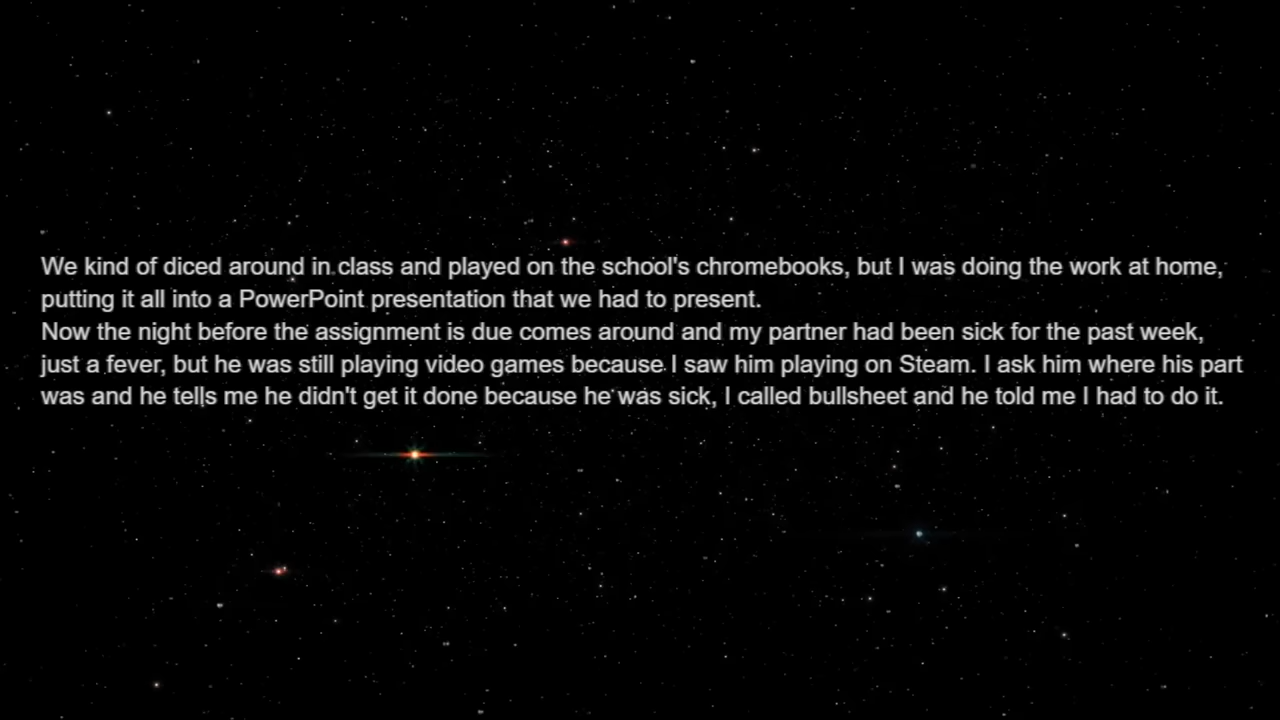 We kind of diced around in class and played on the school's chromebooks, but I was doing the work at home,
putting it all into a PowerPoint presentation that we had to present.
Now the night before the assignment is due comes around and my partner had been sick for the past week,
just a fever, but he was still playing video games because I saw him playing on Steam. I ask him where his part
was and he tells me he didn't get it done because he was sick, I called bullsheet and he told me I had to do it.